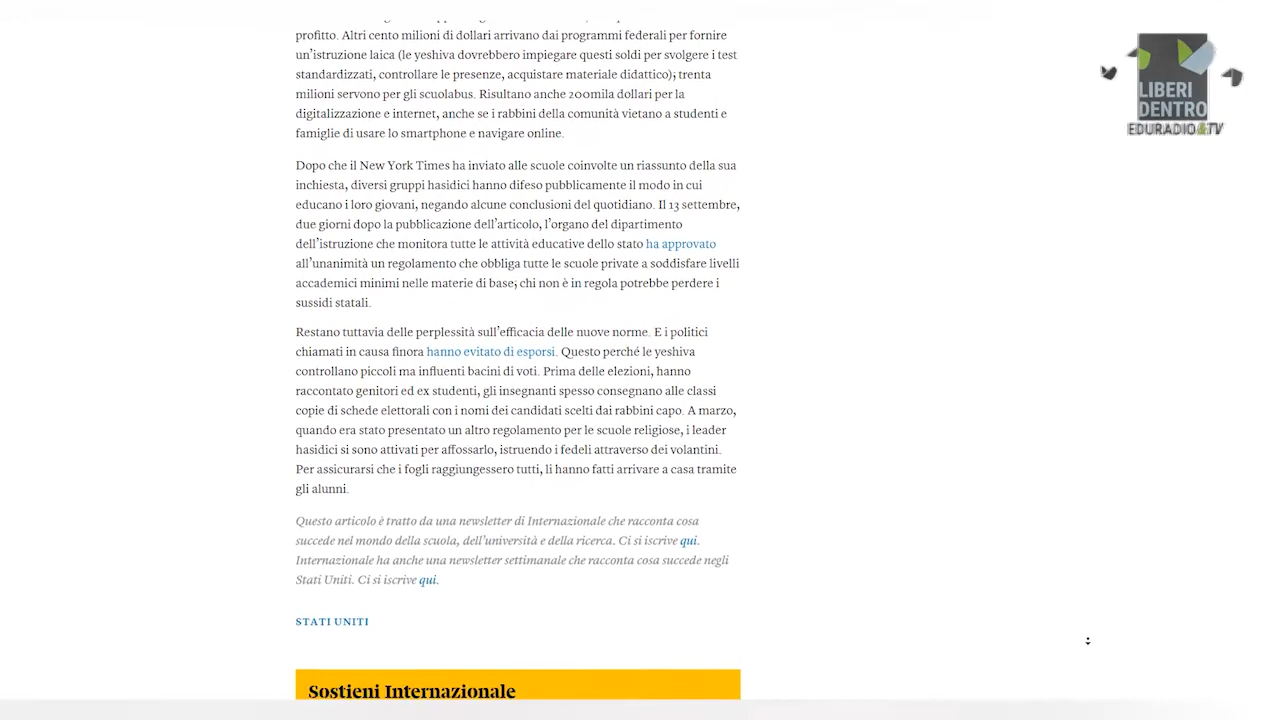 profitto. Altri cento milioni di dollari arrivano dai programmi federali per fornire
un'istruzione laica (le yeshiva dovrebbero impiegare questi soldi per svolgere i test
standardizzati, controllare le presenze, acquistare materiale didattico); trenta
milioni servono per gli scuolabus. Risultano anche 200mila dollari per la
digitalizzazione e internet, anche se i rabbini della comunità vietano a studenti e
famiglie di usare lo smartphone e navigare online.
Dopo che il New York Times ha inviato alle scuole coinvolte un riassunto della sua
inchiesta, diversi gruppi hasidici hanno difeso pubblicamente il modo in cui
educano i loro giovani, negando alcune conclusioni del quotidiano. Il 13 settembre,
due giorni dopo la pubblicazione dell'articolo, l'organo del dipartimento
dell'istruzione che monitora tutte le attività educative dello stato ha approvato
all'unanimità un regolamento che obbliga tutte le scuole private a soddisfare livelli
accademici minimi nelle materie di base; chi non è in regola potrebbe perdere i
sussidi statali.
Restano tuttavia delle perplessità sull'efficacia delle nuove norme. E i politici
chiamati in causa finora hanno evitato di esporsi. Questo perché le yeshiva
controllano piccoli ma influenti bacini di voti. Prima delle elezioni, hanno
raccontato genitori ed ex studenti, gli insegnanti spesso consegnano alle classi
copie di schede elettorali con i nomi dei candidati scelti dai rabbini capo. A marzo,
quando era stato presentato un altro regolamento per le scuole religiose, i leader
hasidici si sono attivati per affossarlo, istruendo i fedeli attraverso dei volantini.
Per assicurarsi che i fogli raggiungessero tutti, li hanno fatti arrivare a casa tramite
gli alunni.
Questo articolo è tratto da una newsletter di Internazionale che racconta cosa
succede nel mondo della scuola, dell'università e della ricerca. Ci si iscrive qui.
Internazionale ha anche una newsletter settimanale che racconta cosa succede negli
Stati Uniti. Ci si iscrive qui.
STATI UNITI
Sostieni Internazionale
LIBERI
DENTRO
EDURADIO&TV